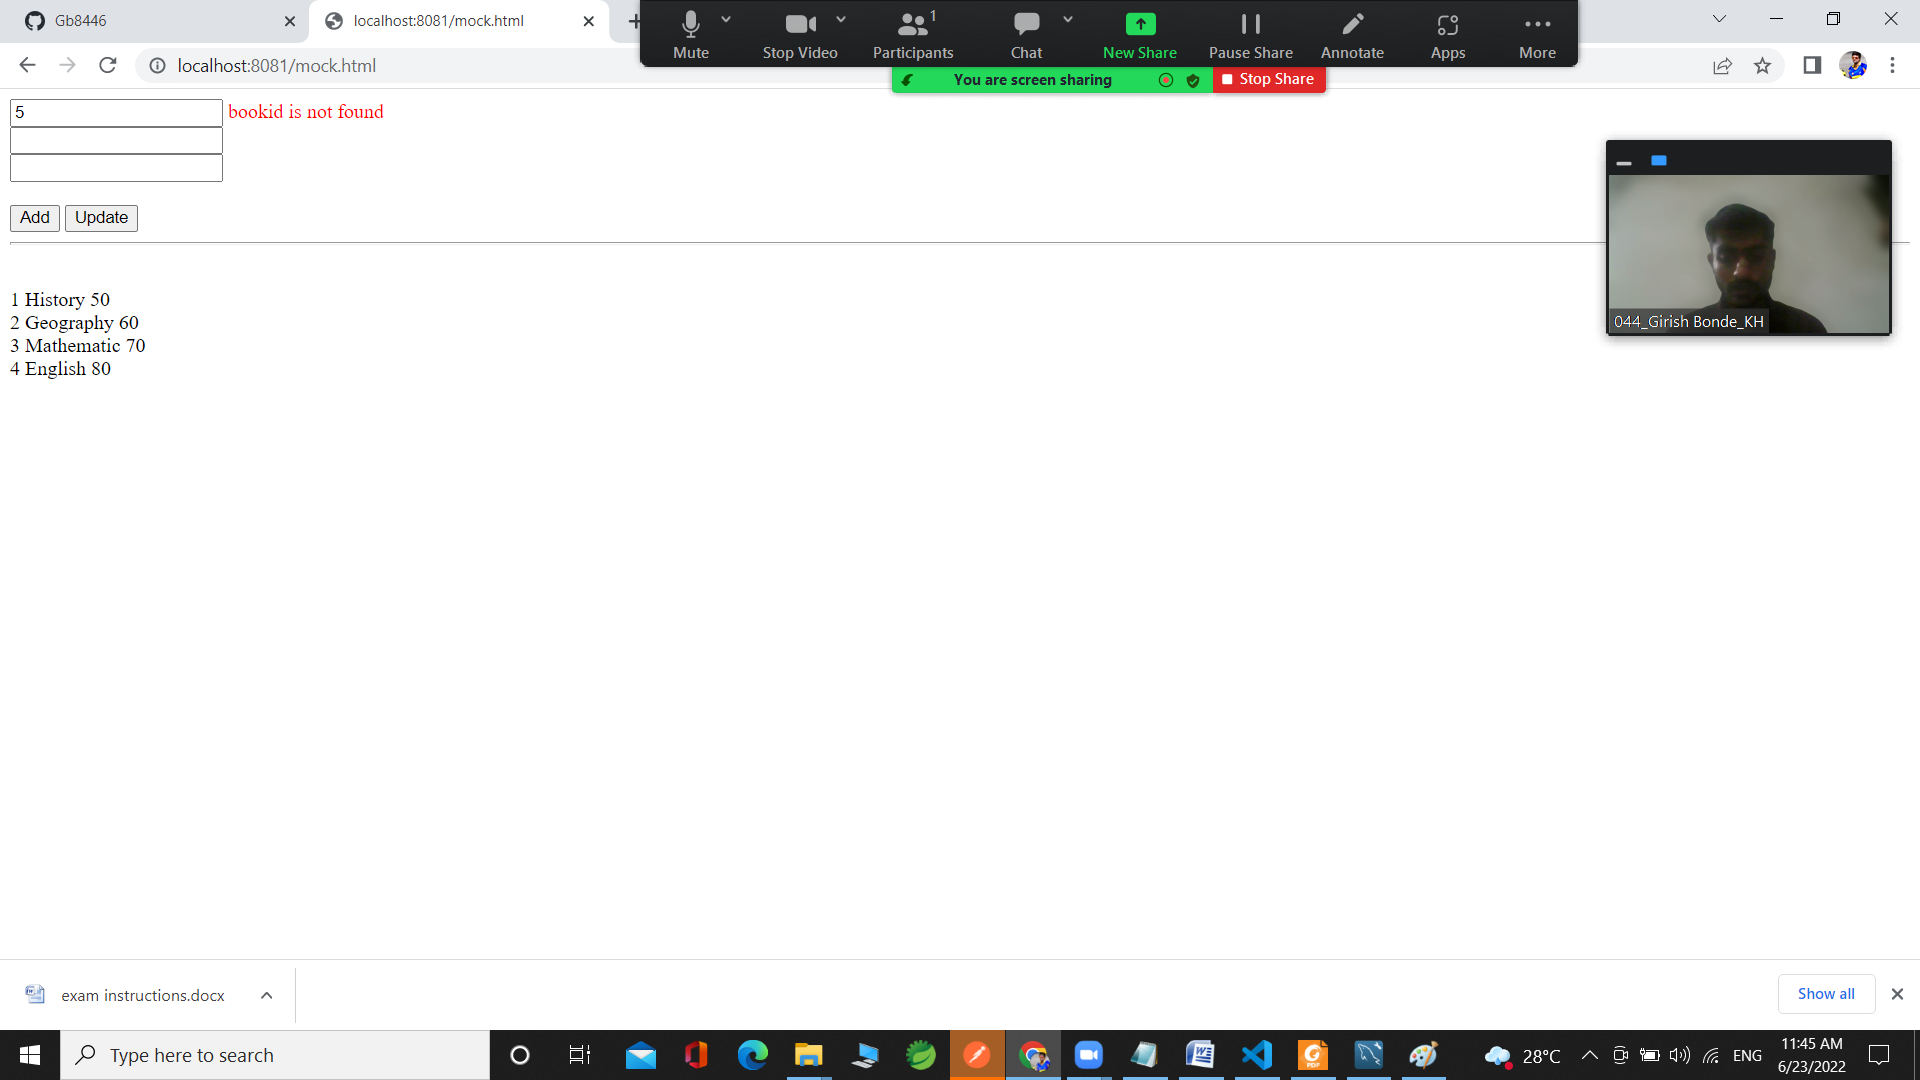 Gb8446
localhost:8081/mock.html
1
Mute
Stop Video
Participants
Chat
New Share
Pause Share
Annotate
Apps
More
localhost:8081/mock.html
You are screen sharing
Stop Share
5 bookid is not found
Add Update
044_Girish Bonde_KH
1 History 50
2 Geography 60
3 Mathematic 70
4 English 80
exam instructions.docx
Show all
Type here to search
28°C
ENG
11:45 AM
6/23/2022